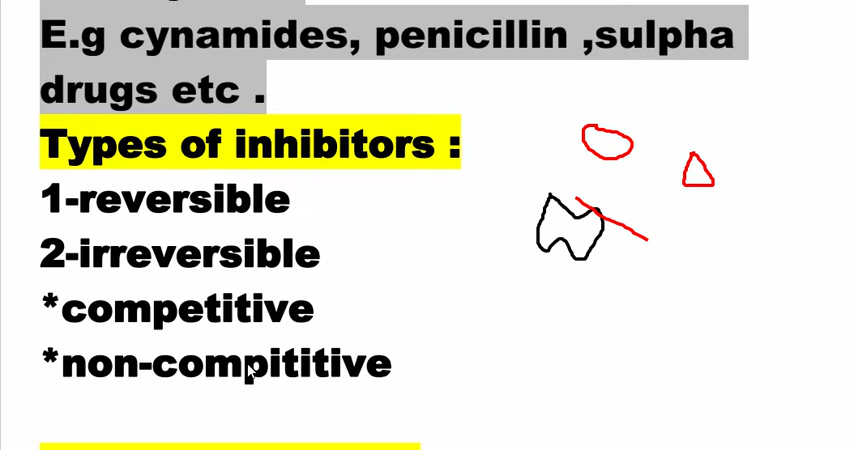 E.g cynamides, penicillin ,sulpha
drugs etc .
Types of inhibitors :
1-reversible
2-irreversible
*competitive
*non-compititive